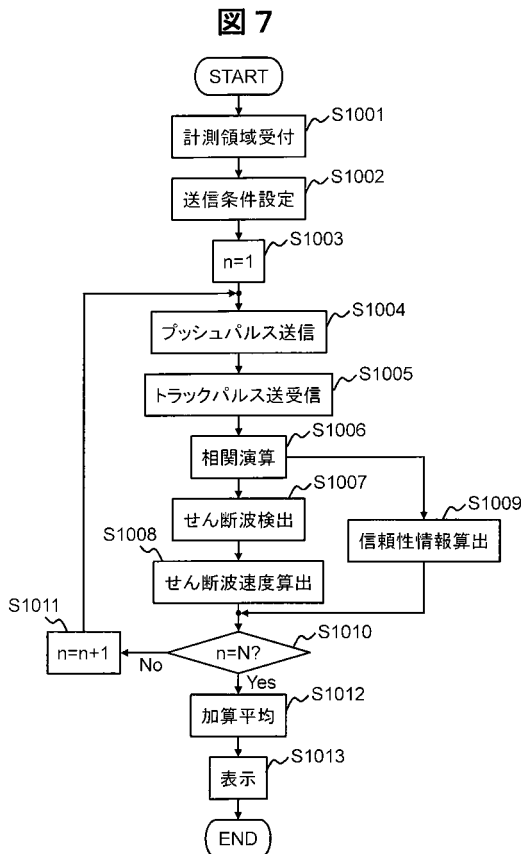 図 7
START
S1001
計測領域受付
S1002
送信条件設定
S1003
n=1
S1004
プッシュパルス送信
S1005
トラックパルス送受信
S1006
相関演算
S1007
せん断波検出
S1009
信頼性情報算出
S1008
せん断波速度算出
S1011
n=n+1
S1010
n=N?
No
Yes
S1012
加算平均
S1013
表示
END